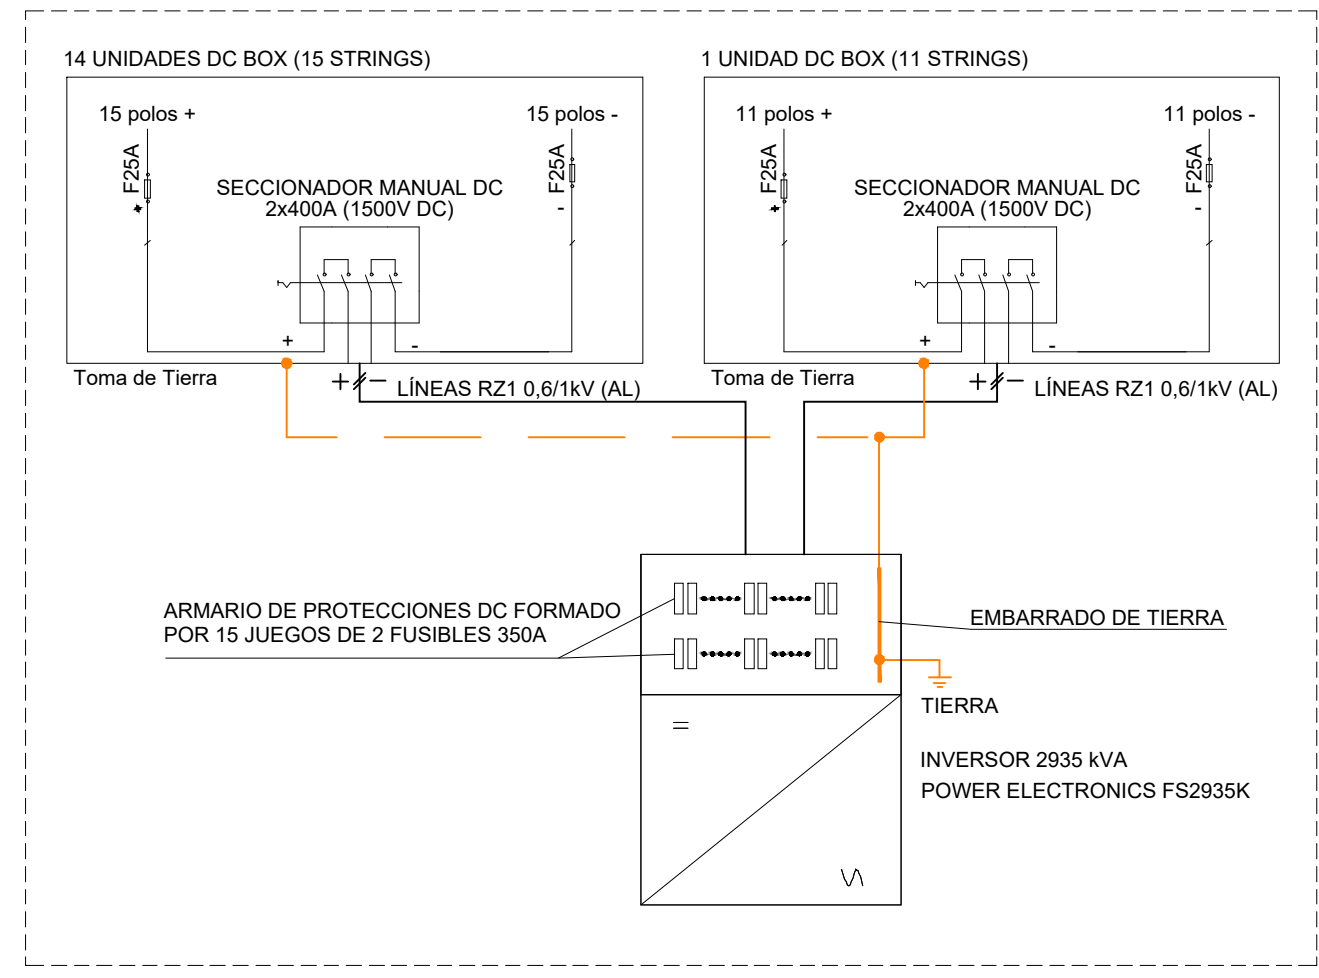 14 UNIDADES DC BOX (15 STRINGS)
15 polos +
15 polos -
F25A
F25A
+
-
SECCIONADOR MANUAL DC
2x400A (1500V DC)
+
-
Toma de Tierra
+ -
LÍNEAS RZ1 0,6/1kV (AL)
1 UNIDAD DC BOX (11 STRINGS)
11 polos +
11 polos -
F25A
F25A
+
-
SECCIONADOR MANUAL DC
2x400A (1500V DC)
+
-
Toma de Tierra
+ -
LÍNEAS RZ1 0,6/1kV (AL)
ARMARIO DE PROTECCIONES DC FORMADO
POR 15 JUEGOS DE 2 FUSIBLES 350A
EMBARRADO DE TIERRA
TIERRA
=
INVERSOR 2935 kVA
POWER ELECTRONICS FS2935K